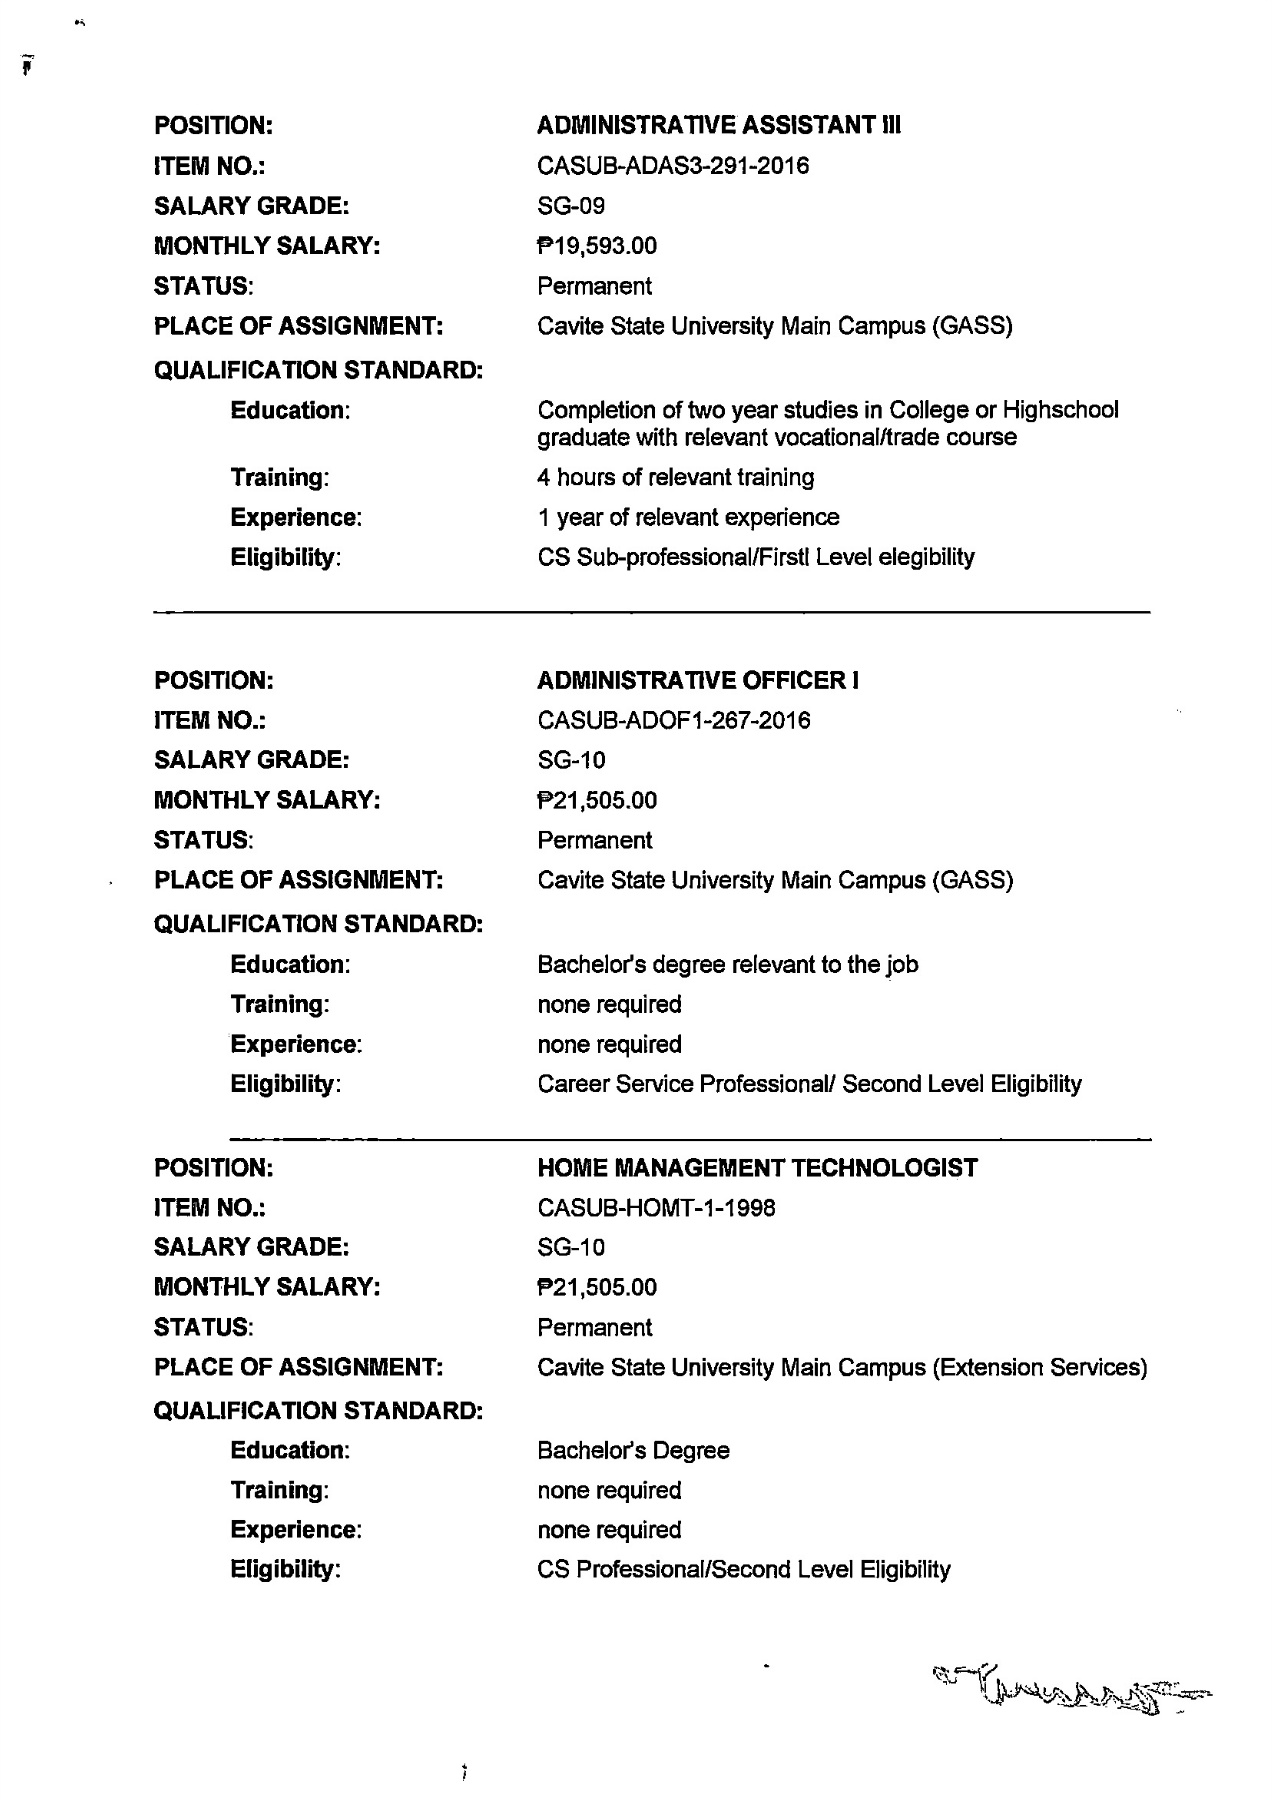 POSITION: ADMINISTRATIVE ASSISTANT III
ITEM NO.: CASUB-ADAS3-291-2016
SALARY GRADE: SG-09
MONTHLY SALARY: ₱19,593.00
STATUS: Permanent
PLACE OF ASSIGNMENT: Cavite State University Main Campus (GASS)
QUALIFICATION STANDARD:
Education: Completion of two year studies in College or Highschool
graduate with relevant vocational/trade course
Training: 4 hours of relevant training
Experience: 1 year of relevant experience
Eligibility: CS Sub-professional/Firstl Level elegibility
POSITION: ADMINISTRATIVE OFFICER I
ITEM NO.: CASUB-ADOF1-267-2016
SALARY GRADE: SG-10
MONTHLY SALARY: ₱21,505.00
STATUS: Permanent
PLACE OF ASSIGNMENT: Cavite State University Main Campus (GASS)
QUALIFICATION STANDARD:
Education: Bachelor's degree relevant to the job
Training: none required
Experience: none required
Eligibility: Career Service Professional/ Second Level Eligibility
POSITION: HOME MANAGEMENT TECHNOLOGIST
ITEM NO.: CASUB-HOMT-1-1998
SALARY GRADE: SG-10
MONTHLY SALARY: ₱21,505.00
STATUS: Permanent
PLACE OF ASSIGNMENT: Cavite State University Main Campus (Extension Services)
QUALIFICATION STANDARD:
Education: Bachelor's Degree
Training: none required
Experience: none required
Eligibility: CS Professional/Second Level Eligibility